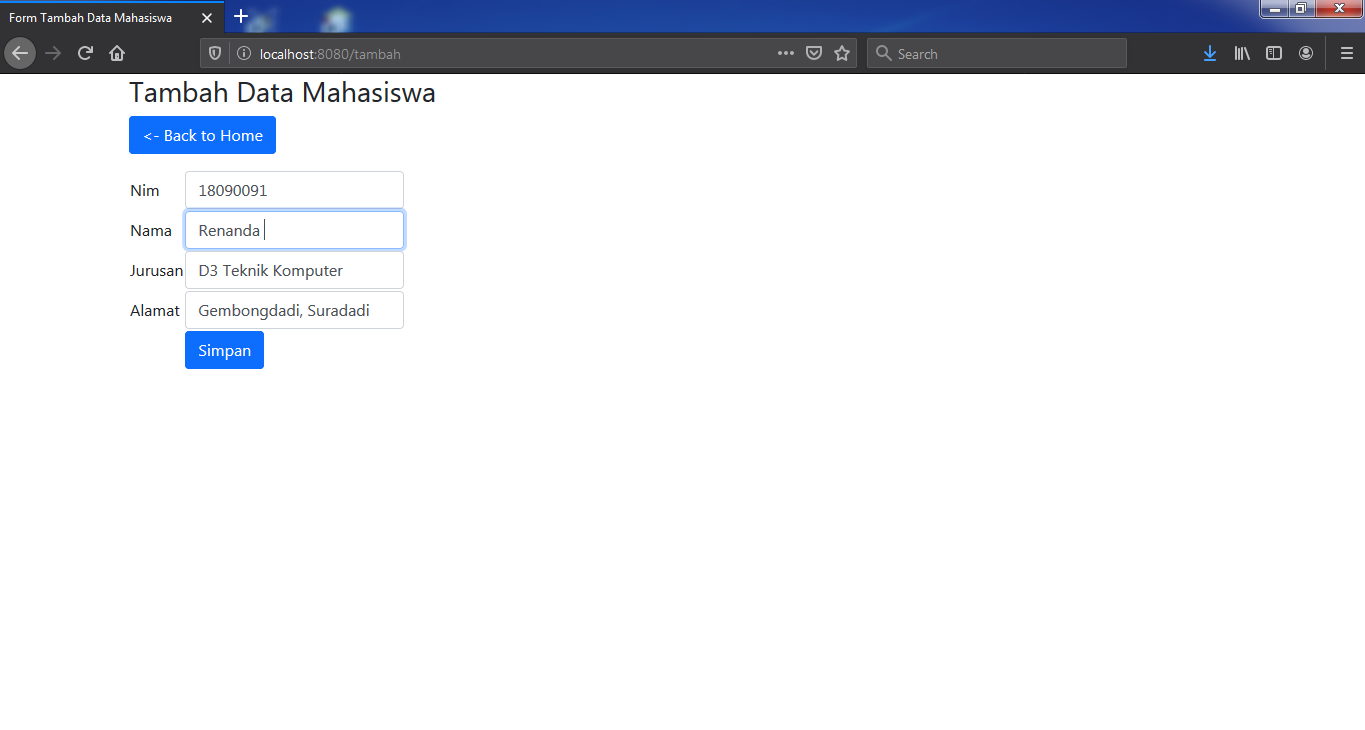 Form Tambah Data Mahasiswa
localhost:8080/tambah
Search
Tambah Data Mahasiswa
<- Back to Home
Nim 18090091
Nama Renanda
Jurusan D3 Teknik Komputer
Alamat Gembongdadi, Suradadi
Simpan